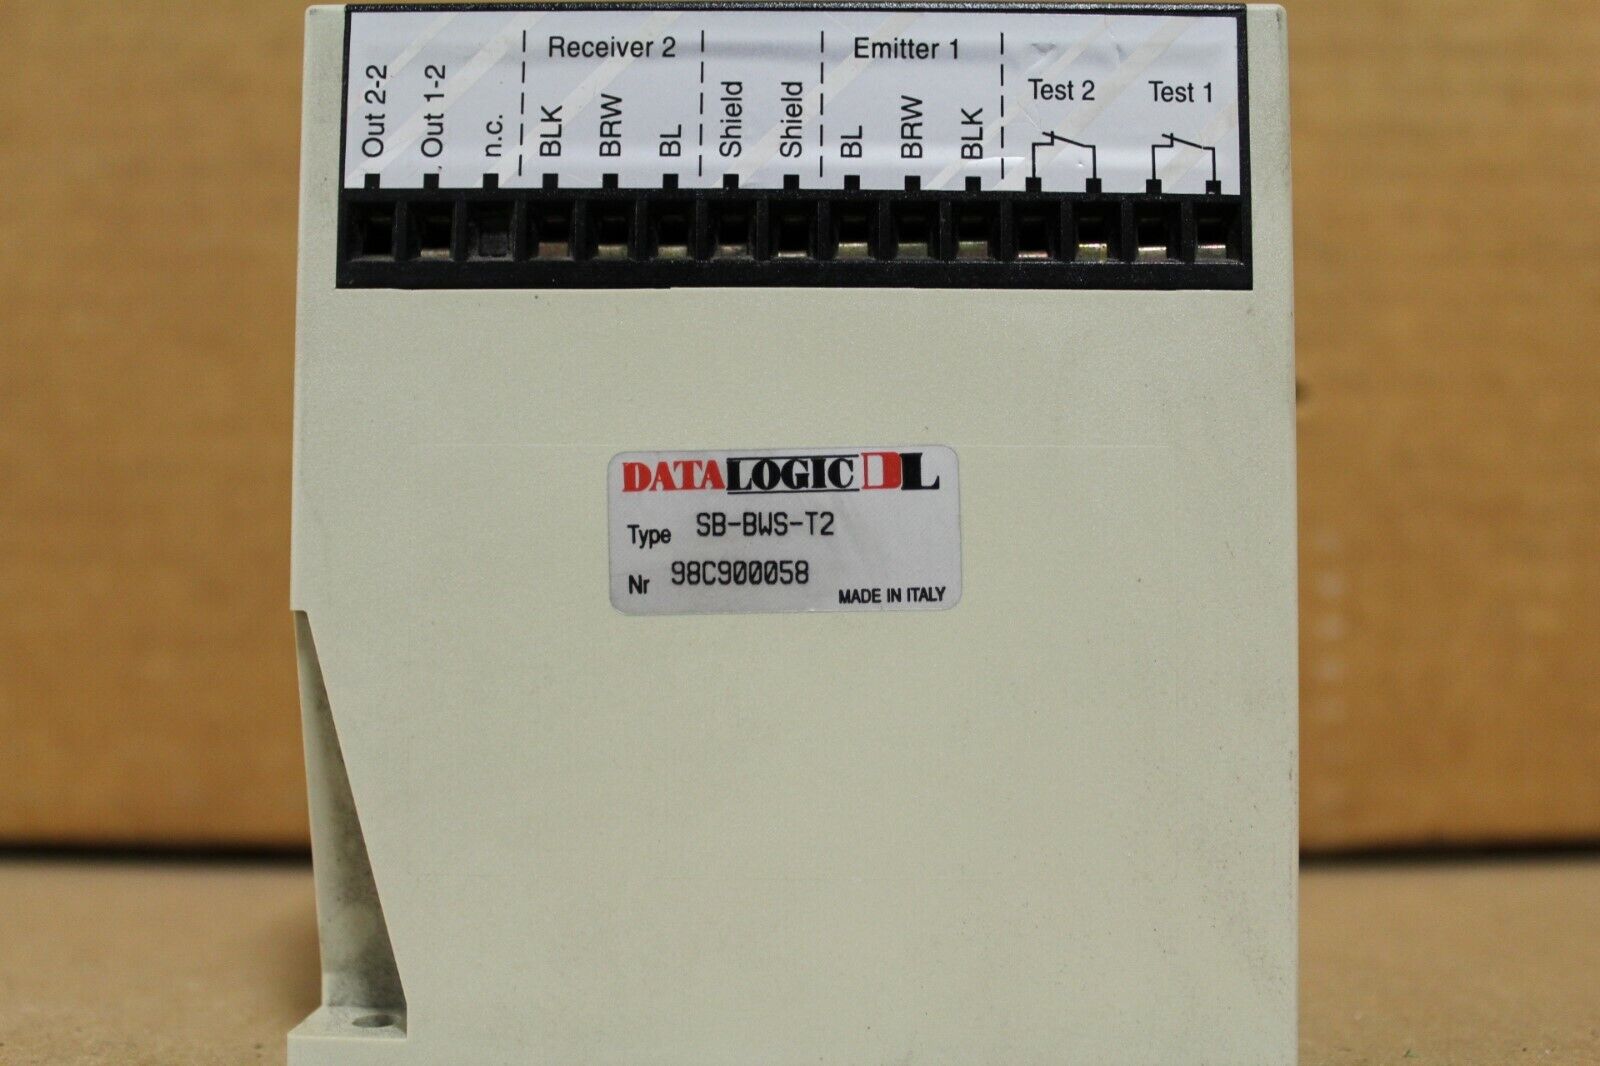 Receiver 2
Emitter 1
Test 2
Test 1
Out 2-2
Out 1-2
n.c.
BLK
BRW
BL
Shield
Shield
BL
BRW
BLK
DATALOGIC DL
Type SB-BWS-T2
Nr 98C900058
MADE IN ITALY